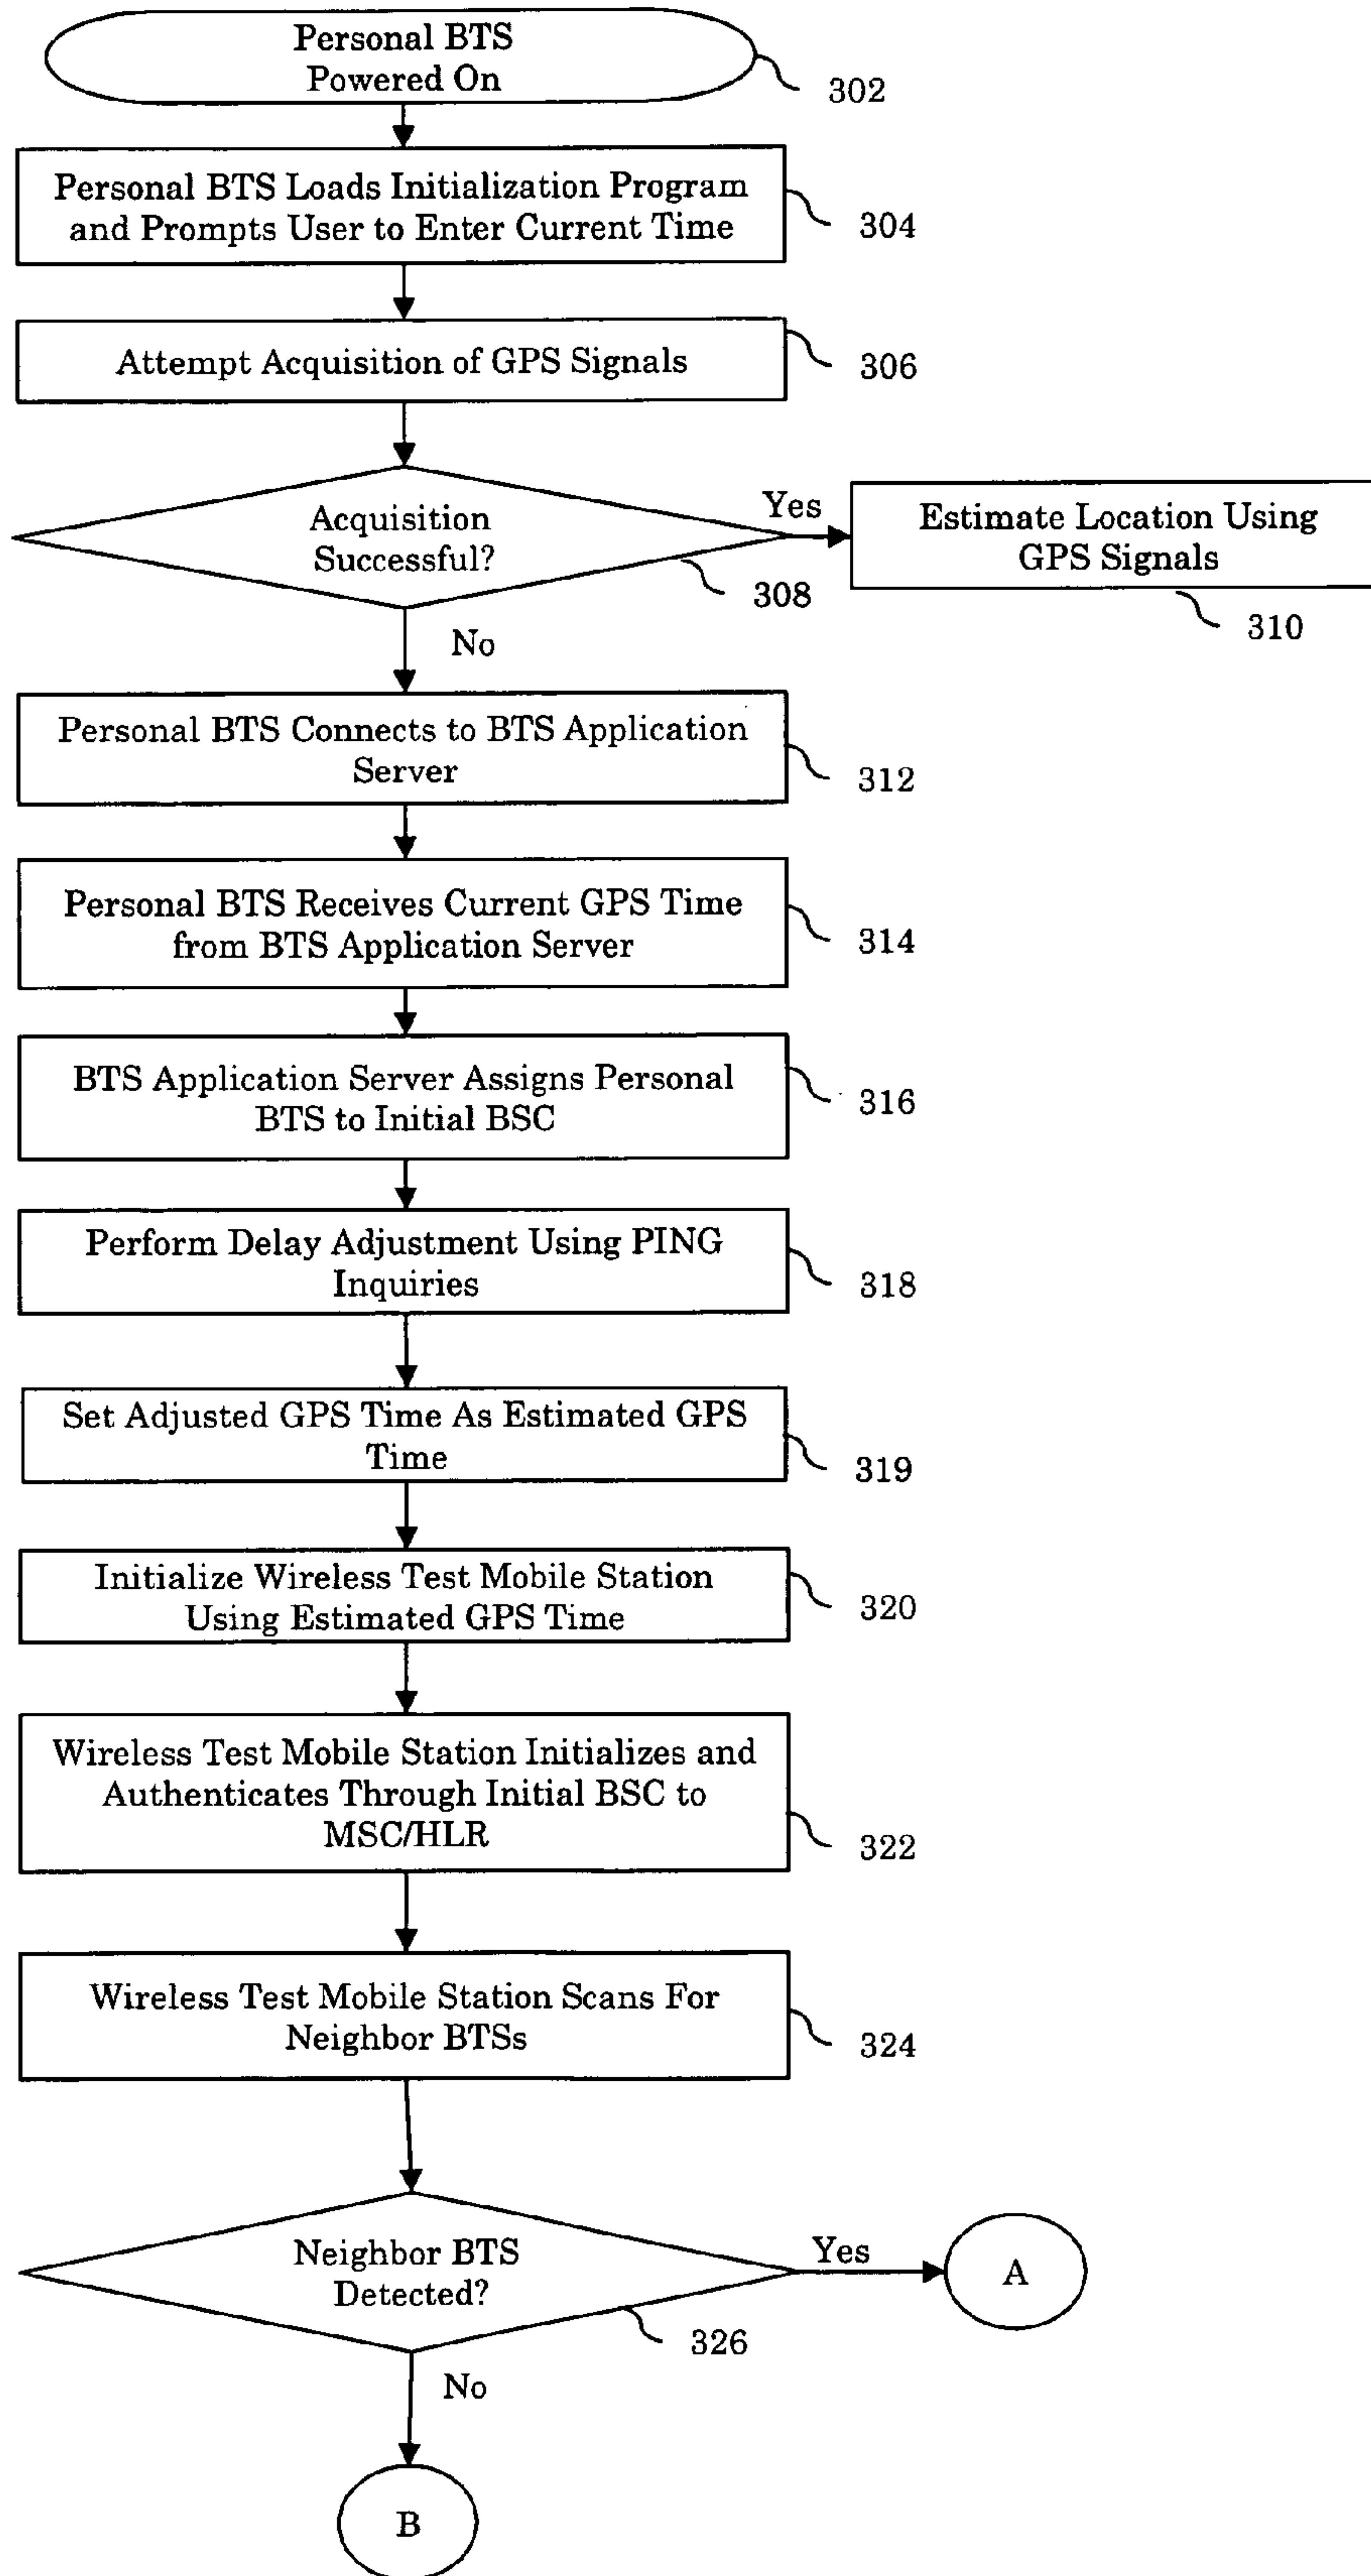 Personal BTS
Powered On
302
Personal BTS Loads Initialization Program
and Prompts User to Enter Current Time
304
Attempt Acquisition of GPS Signals
306
Acquisition
Successful?
308
Yes
Estimate Location Using
GPS Signals
310
No
Personal BTS Connects to BTS Application
Server
312
Personal BTS Receives Current GPS Time
from BTS Application Server
314
BTS Application Server Assigns Personal
BTS to Initial BSC
316
Perform Delay Adjustment Using PING
Inquiries
318
Set Adjusted GPS Time As Estimated GPS
Time
319
Initialize Wireless Test Mobile Station
Using Estimated GPS Time
320
Wireless Test Mobile Station Initializes and
Authenticates Through Initial BSC to
MSC/HLR
322
Wireless Test Mobile Station Scans For
Neighbor BTSs
324
Neighbor BTS
Detected?
326
Yes
A
No
B